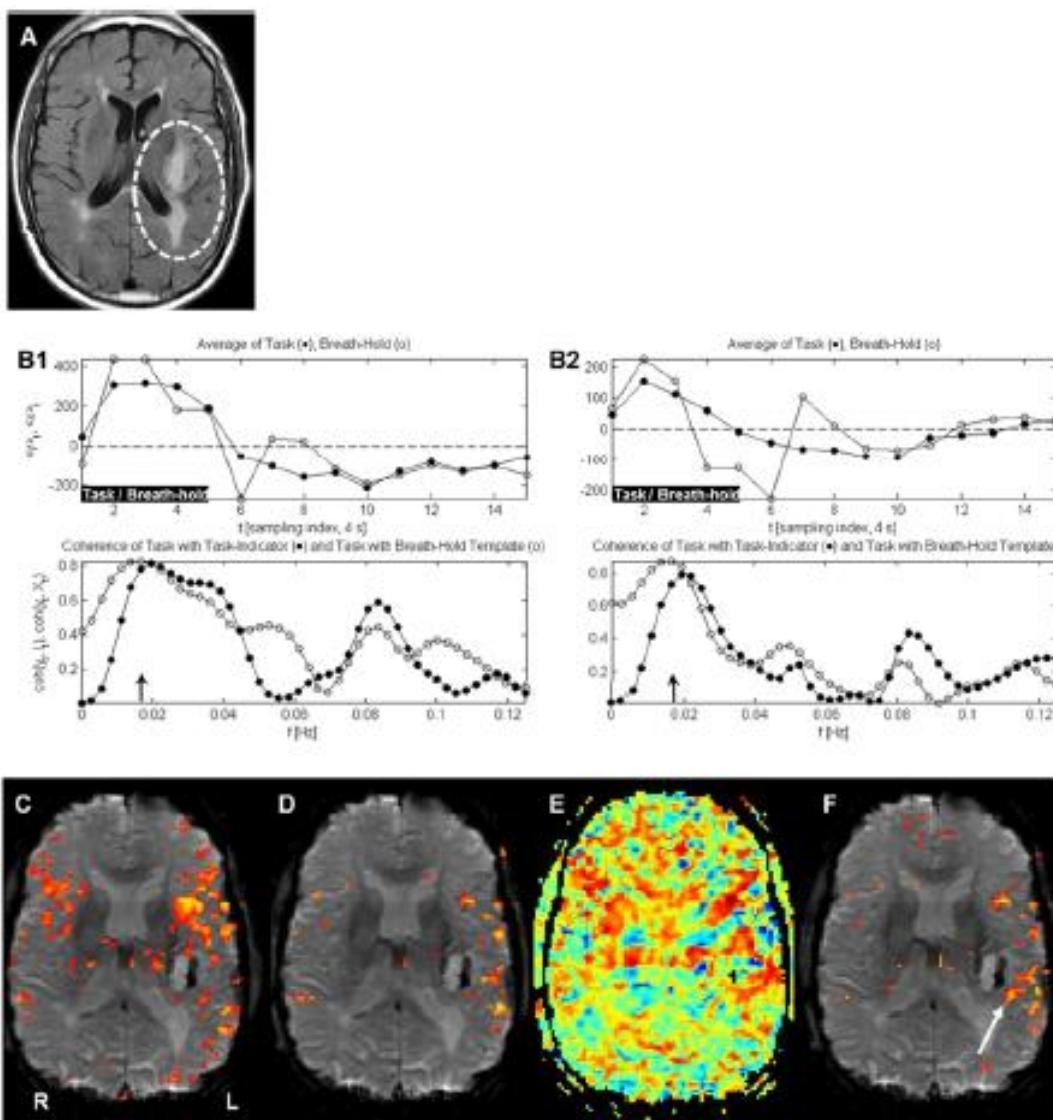 A
B1
Average of Task (•), Breath-Hold (o)
400
200
0
-200
Task / Breath-hold
2
4
6
8
10
12
14
t [sampling index, 4 s]
B2
Average of Task (•), Breath-Hold (o)
200
100
0
-100
-200
Task / Breath-hold
2
4
6
8
10
12
14
t [sampling index, 4 s]
Coherence of Task with Task-Indicator (•) and Task with Breath-Hold Template (o)
0.8
0.6
0.4
0.2
0
0.02
0.04
0.06
0.08
0.1
0.12
f [Hz]
Coherence of Task with Task-Indicator (•) and Task with Breath-Hold Template
0.8
0.6
0.4
0.2
0
0.02
0.04
0.06
0.08
0.1
0.12
f [Hz]
C
D
E
F
R
L